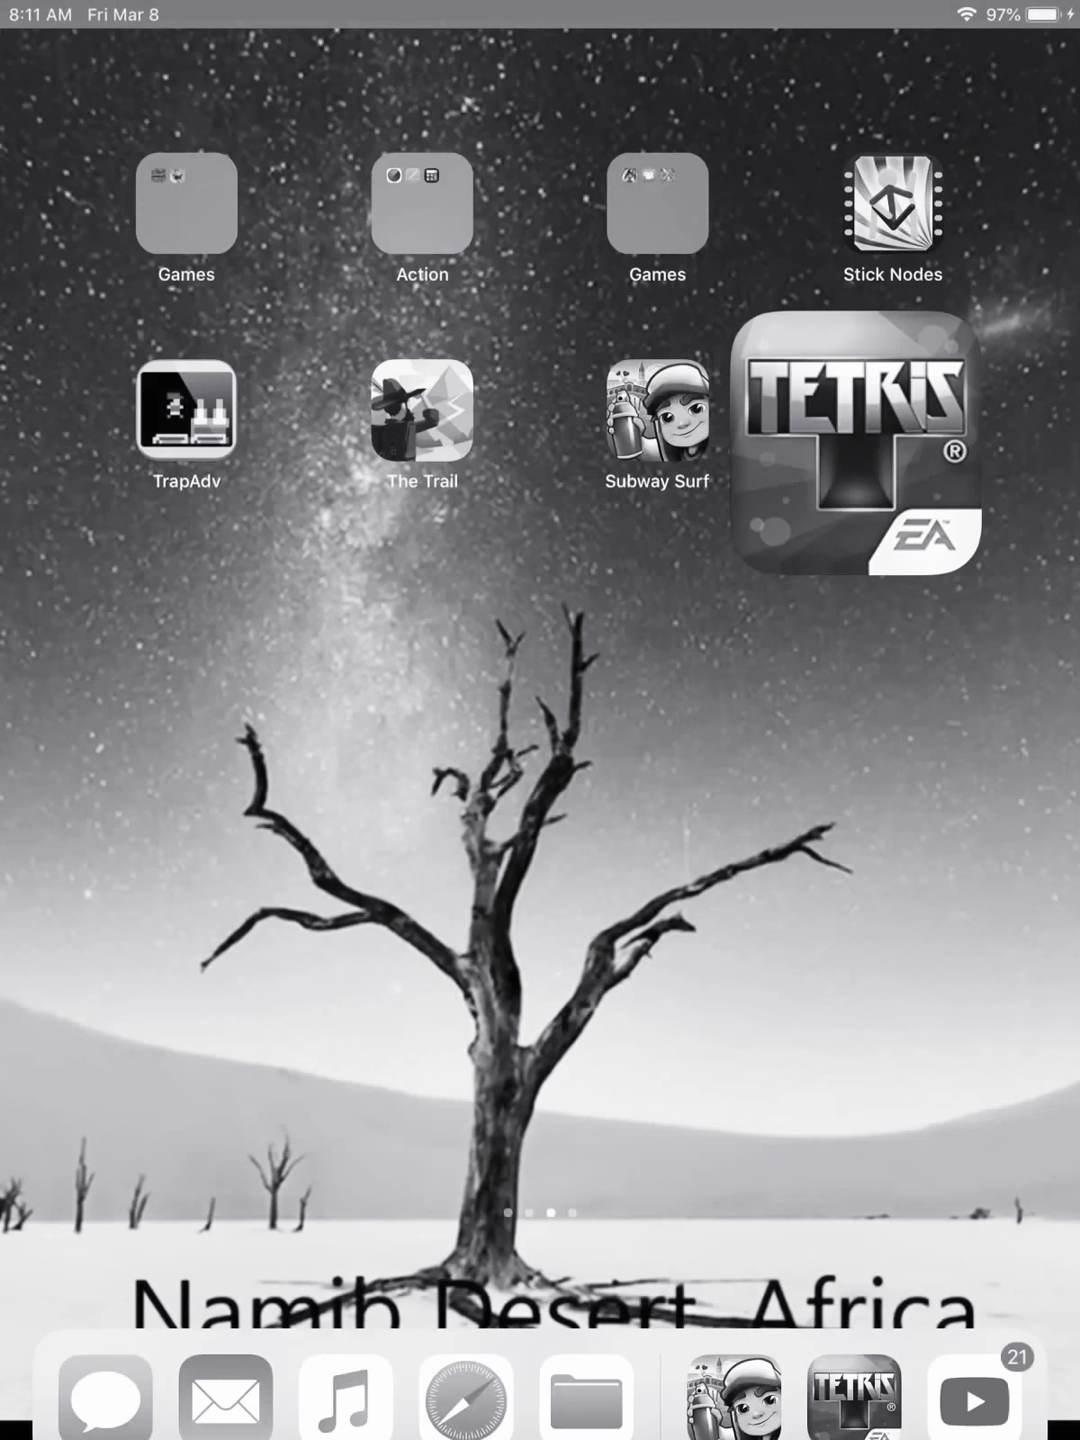 8:11 AM Fri Mar 8 97%
Games Action Games Stick Nodes
TETRIS
®
EA
TrapAdv The Trail Subway Surf
Namib Desert, Africa
21
TETRIS
®
EA